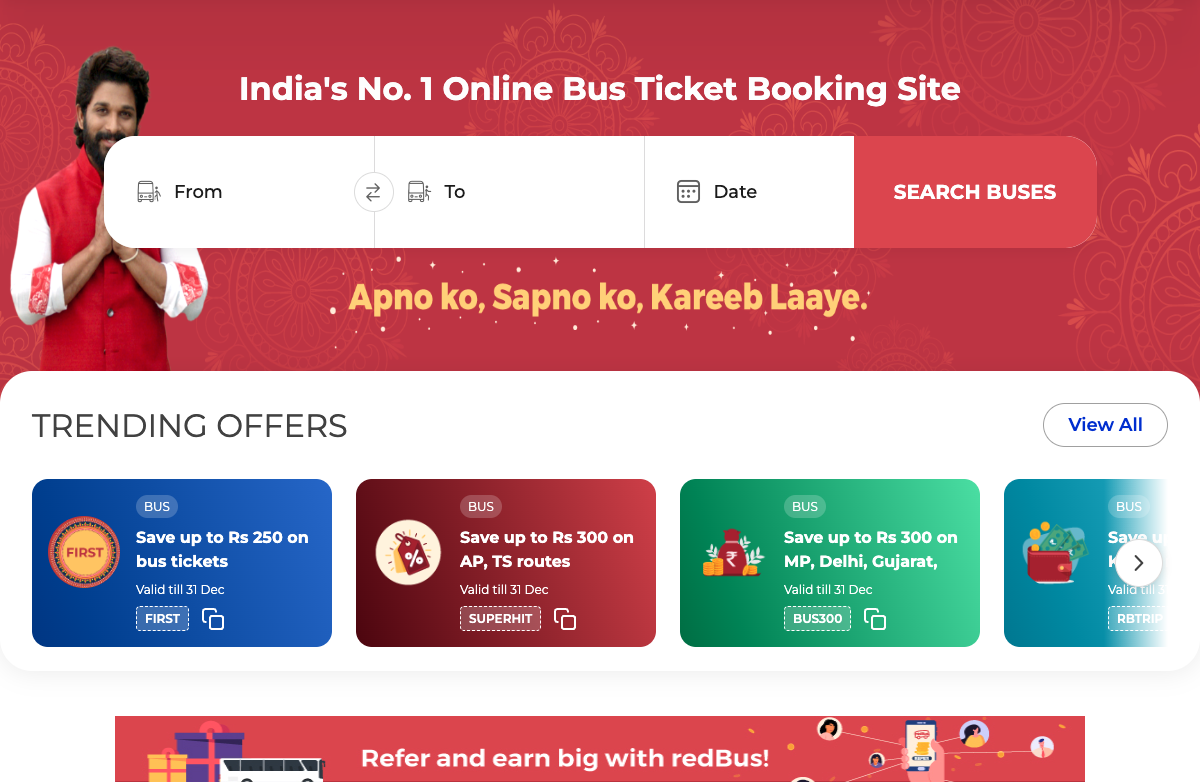 India's No. 1 Online Bus Ticket Booking Site
From
To
Date
SEARCH BUSES
Apno ko, Sapno ko, Kareeb Laaye.
TRENDING OFFERS
View All
BUS
FIRST
Save up to Rs 250 on
bus tickets
Valid till 31 Dec
FIRST
BUS
Save up to Rs 300 on
AP, TS routes
Valid till 31 Dec
SUPERHIT
BUS
Save up to Rs 300 on
MP, Delhi, Gujarat,
Valid till 31 Dec
BUS300
BUS
Save u
Valid till 3
RBTRIP
Refer and earn big with redBus!